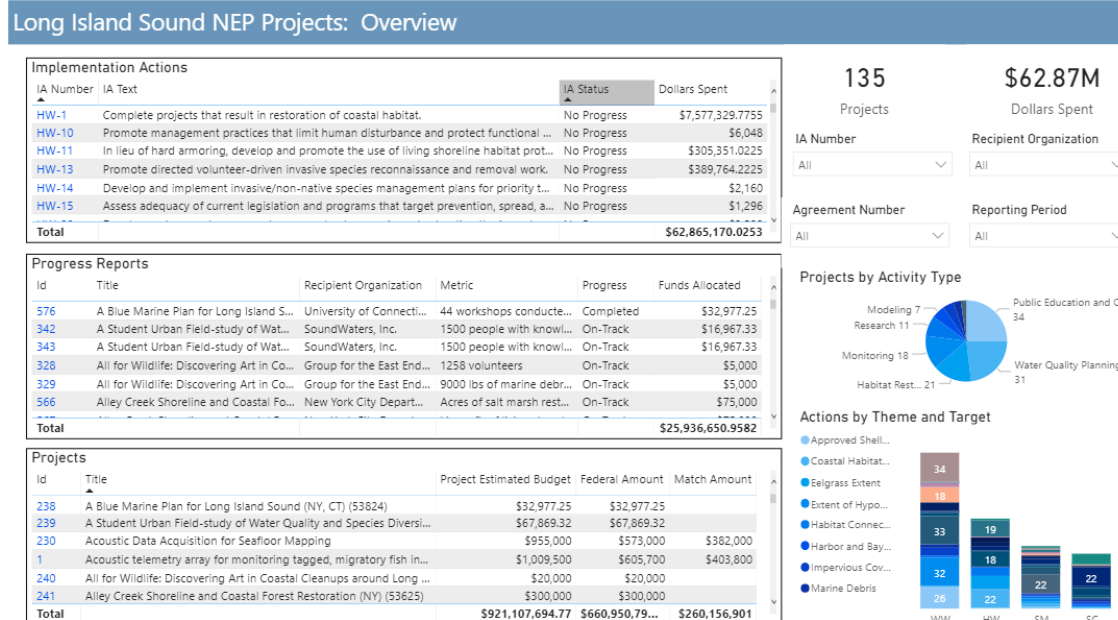 Long Island Sound NEP Projects: Overview
Implementation Actions
IA Number IA Text IA Status Dollars Spent
HW-1 Complete projects that result in restoration of coastal habitat. No Progress $7,577,329.7755
HW-10 Promote management practices that limit human disturbance and protect functional ... No Progress $6,048
HW-11 In lieu of hard armoring, develop and promote the use of living shoreline habitat prot... No Progress $305,351.0225
HW-13 Promote directed volunteer-driven invasive species reconnaissance and removal work. No Progress $389,764.2225
HW-14 Develop and implement invasive/non-native species management plans for priority t... No Progress $2,160
HW-15 Assess adequacy of current legislation and programs that target prevention, spread, a... No Progress $1,296
Total $62,865,170.0253
135 $62.87M
Projects Dollars Spent
IA Number Recipient Organization
All All
Agreement Number Reporting Period
All All
Progress Reports
Id Title Recipient Organization Metric Progress Funds Allocated
576 A Blue Marine Plan for Long Island S... University of Connecti... 44 workshops conducte... Completed $32,977.25
342 A Student Urban Field-study of Wat... SoundWaters, Inc. 1500 people with knowl... On-Track $16,967.33
343 A Student Urban Field-study of Wat... SoundWaters, Inc. 1500 people with knowl... On-Track $16,967.33
328 All for Wildlife: Discovering Art in Co... Group for the East End... 1258 volunteers On-Track $5,000
329 All for Wildlife: Discovering Art in Co... Group for the East End... 9000 lbs of marine debr... On-Track $5,000
566 Alley Creek Shoreline and Coastal Fo... New York City Depart... Acres of salt marsh rest... On-Track $75,000
Total $25,936,650.9582
Projects by Activity Type
Modeling 7
Research 11
Monitoring 18
Habitat Rest... 21
Public Education and
34
Water Quality Planning
31
Projects
Id Title Project Estimated Budget Federal Amount Match Amount
238 A Blue Marine Plan for Long Island Sound (NY, CT) (53824) $32,977.25 $32,977.25
239 A Student Urban Field-study of Water Quality and Species Diversi... $67,869.32 $67,869.32
230 Acoustic Data Acquisition for Seafloor Mapping $955,000 $573,000 $382,000
1 Acoustic telemetry array for monitoring tagged, migratory fish in... $1,009,500 $605,700 $403,800
240 All for Wildlife: Discovering Art in Coastal Cleanups around Long ... $20,000 $20,000
241 Alley Creek Shoreline and Coastal Forest Restoration (NY) (53625) $300,000 $300,000
Total $921,107,694.77 $660,950,79... $260,156,901
Actions by Theme and Target
Approved Shell...
Coastal Habitat...
Eelgrass Extent
Extent of Hypo...
Habitat Connec...
Harbor and Bay...
Impervious Cov...
Marine Debris
34
18
33
32
26
19
18
22
22
22
WW HW SM SC